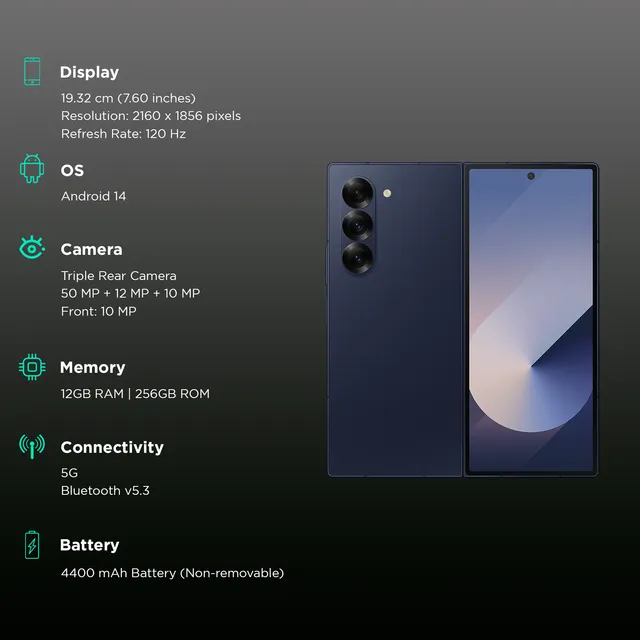 Display
19.32 cm (7.60 inches)
Resolution: 2160 x 1856 pixels
Refresh Rate: 120 Hz
OS
Android 14
Camera
Triple Rear Camera
50 MP + 12 MP + 10 MP
Front: 10 MP
Memory
12GB RAM | 256GB ROM
Connectivity
5G
Bluetooth v5.3
Battery
4400 mAh Battery (Non-removable)